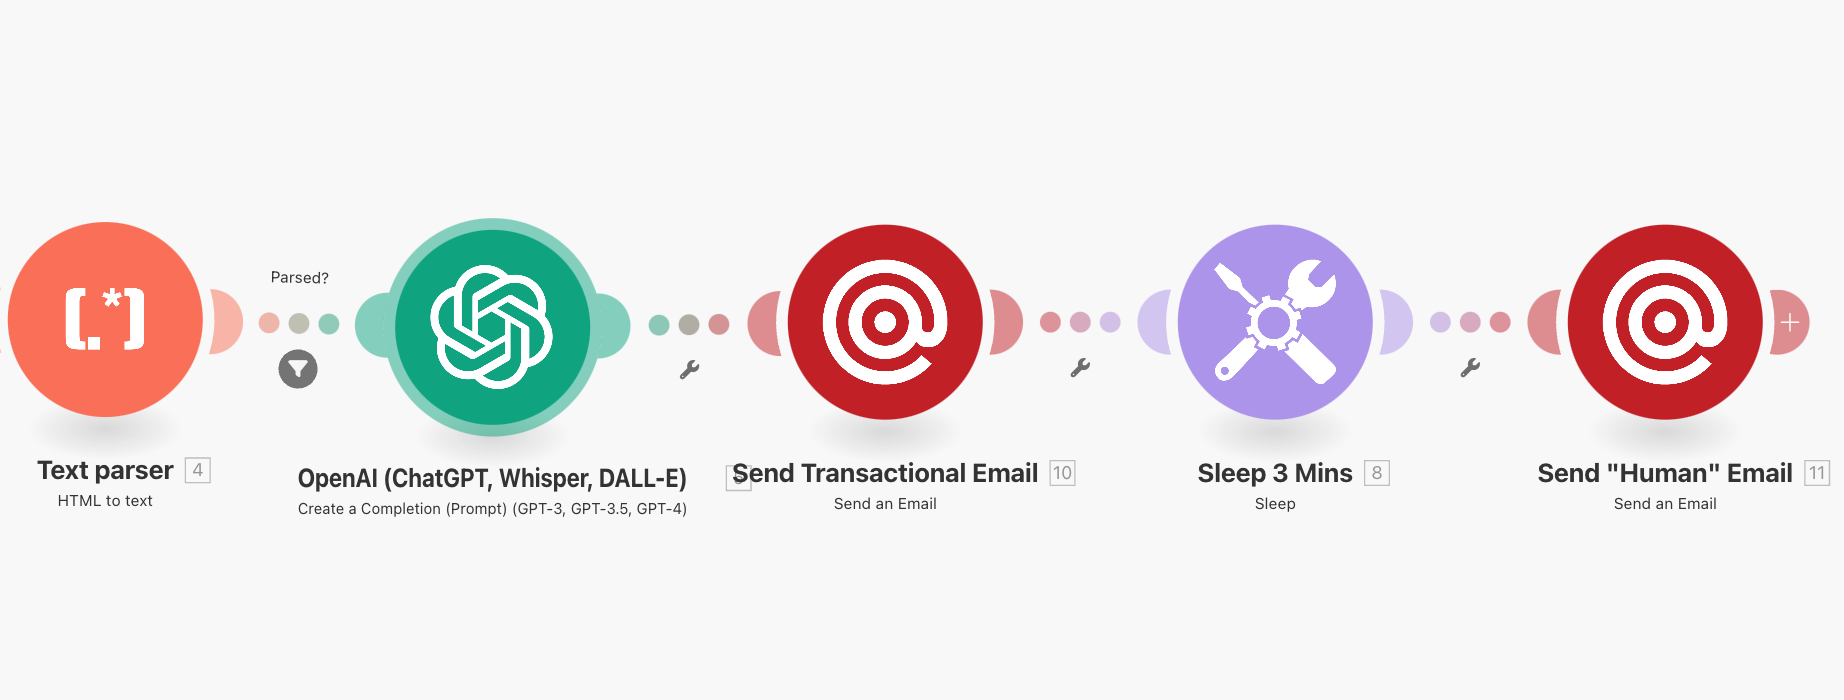 Parsed?
[.*]
Text parser 4
HTML to text
OpenAI (ChatGPT, Whisper, DALL-E)
Create a Completion (Prompt) (GPT-3, GPT-3.5, GPT-4)
Send Transactional Email 10
Send an Email
Sleep 3 Mins 8
Sleep
Send "Human" Email 11
Send an Email